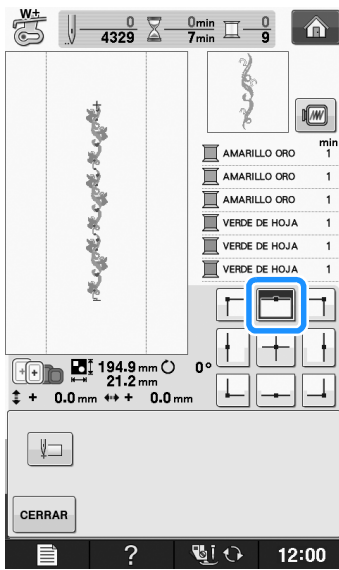 W+
0 0min 0
4329 7min 9
min
AMARILLO ORO 1
AMARILLO ORO 1
AMARILLO ORO 1
VERDE DE HOJA 1
VERDE DE HOJA 1
VERDE DE HOJA 1
194.9 mm 0°
21.2 mm
+ 0.0 mm + 0.0 mm
CERRAR
? 12:00